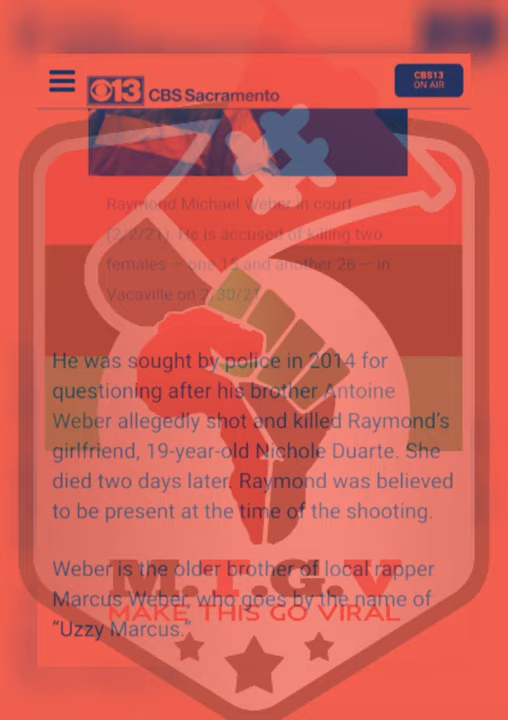 CBS13
ON AIR
13 CBS Sacramento
Raymond Michael Weber in court
(2/2/21). He is accused of killing two
females — one 15 and another 26 — in
Vacaville on 2/30/21
He was sought by police in 2014 for
questioning after his brother Antoine
Weber allegedly shot and killed Raymond's
girlfriend, 19-year-old Nichole Duarte. She
died two days later. Raymond was believed
to be present at the time of the shooting.
Weber is the older brother of local rapper
Marcus Weber, who goes by the name of
“Uzzy Marcus.”
M.T.G.V
MAKE THIS GO VIRAL